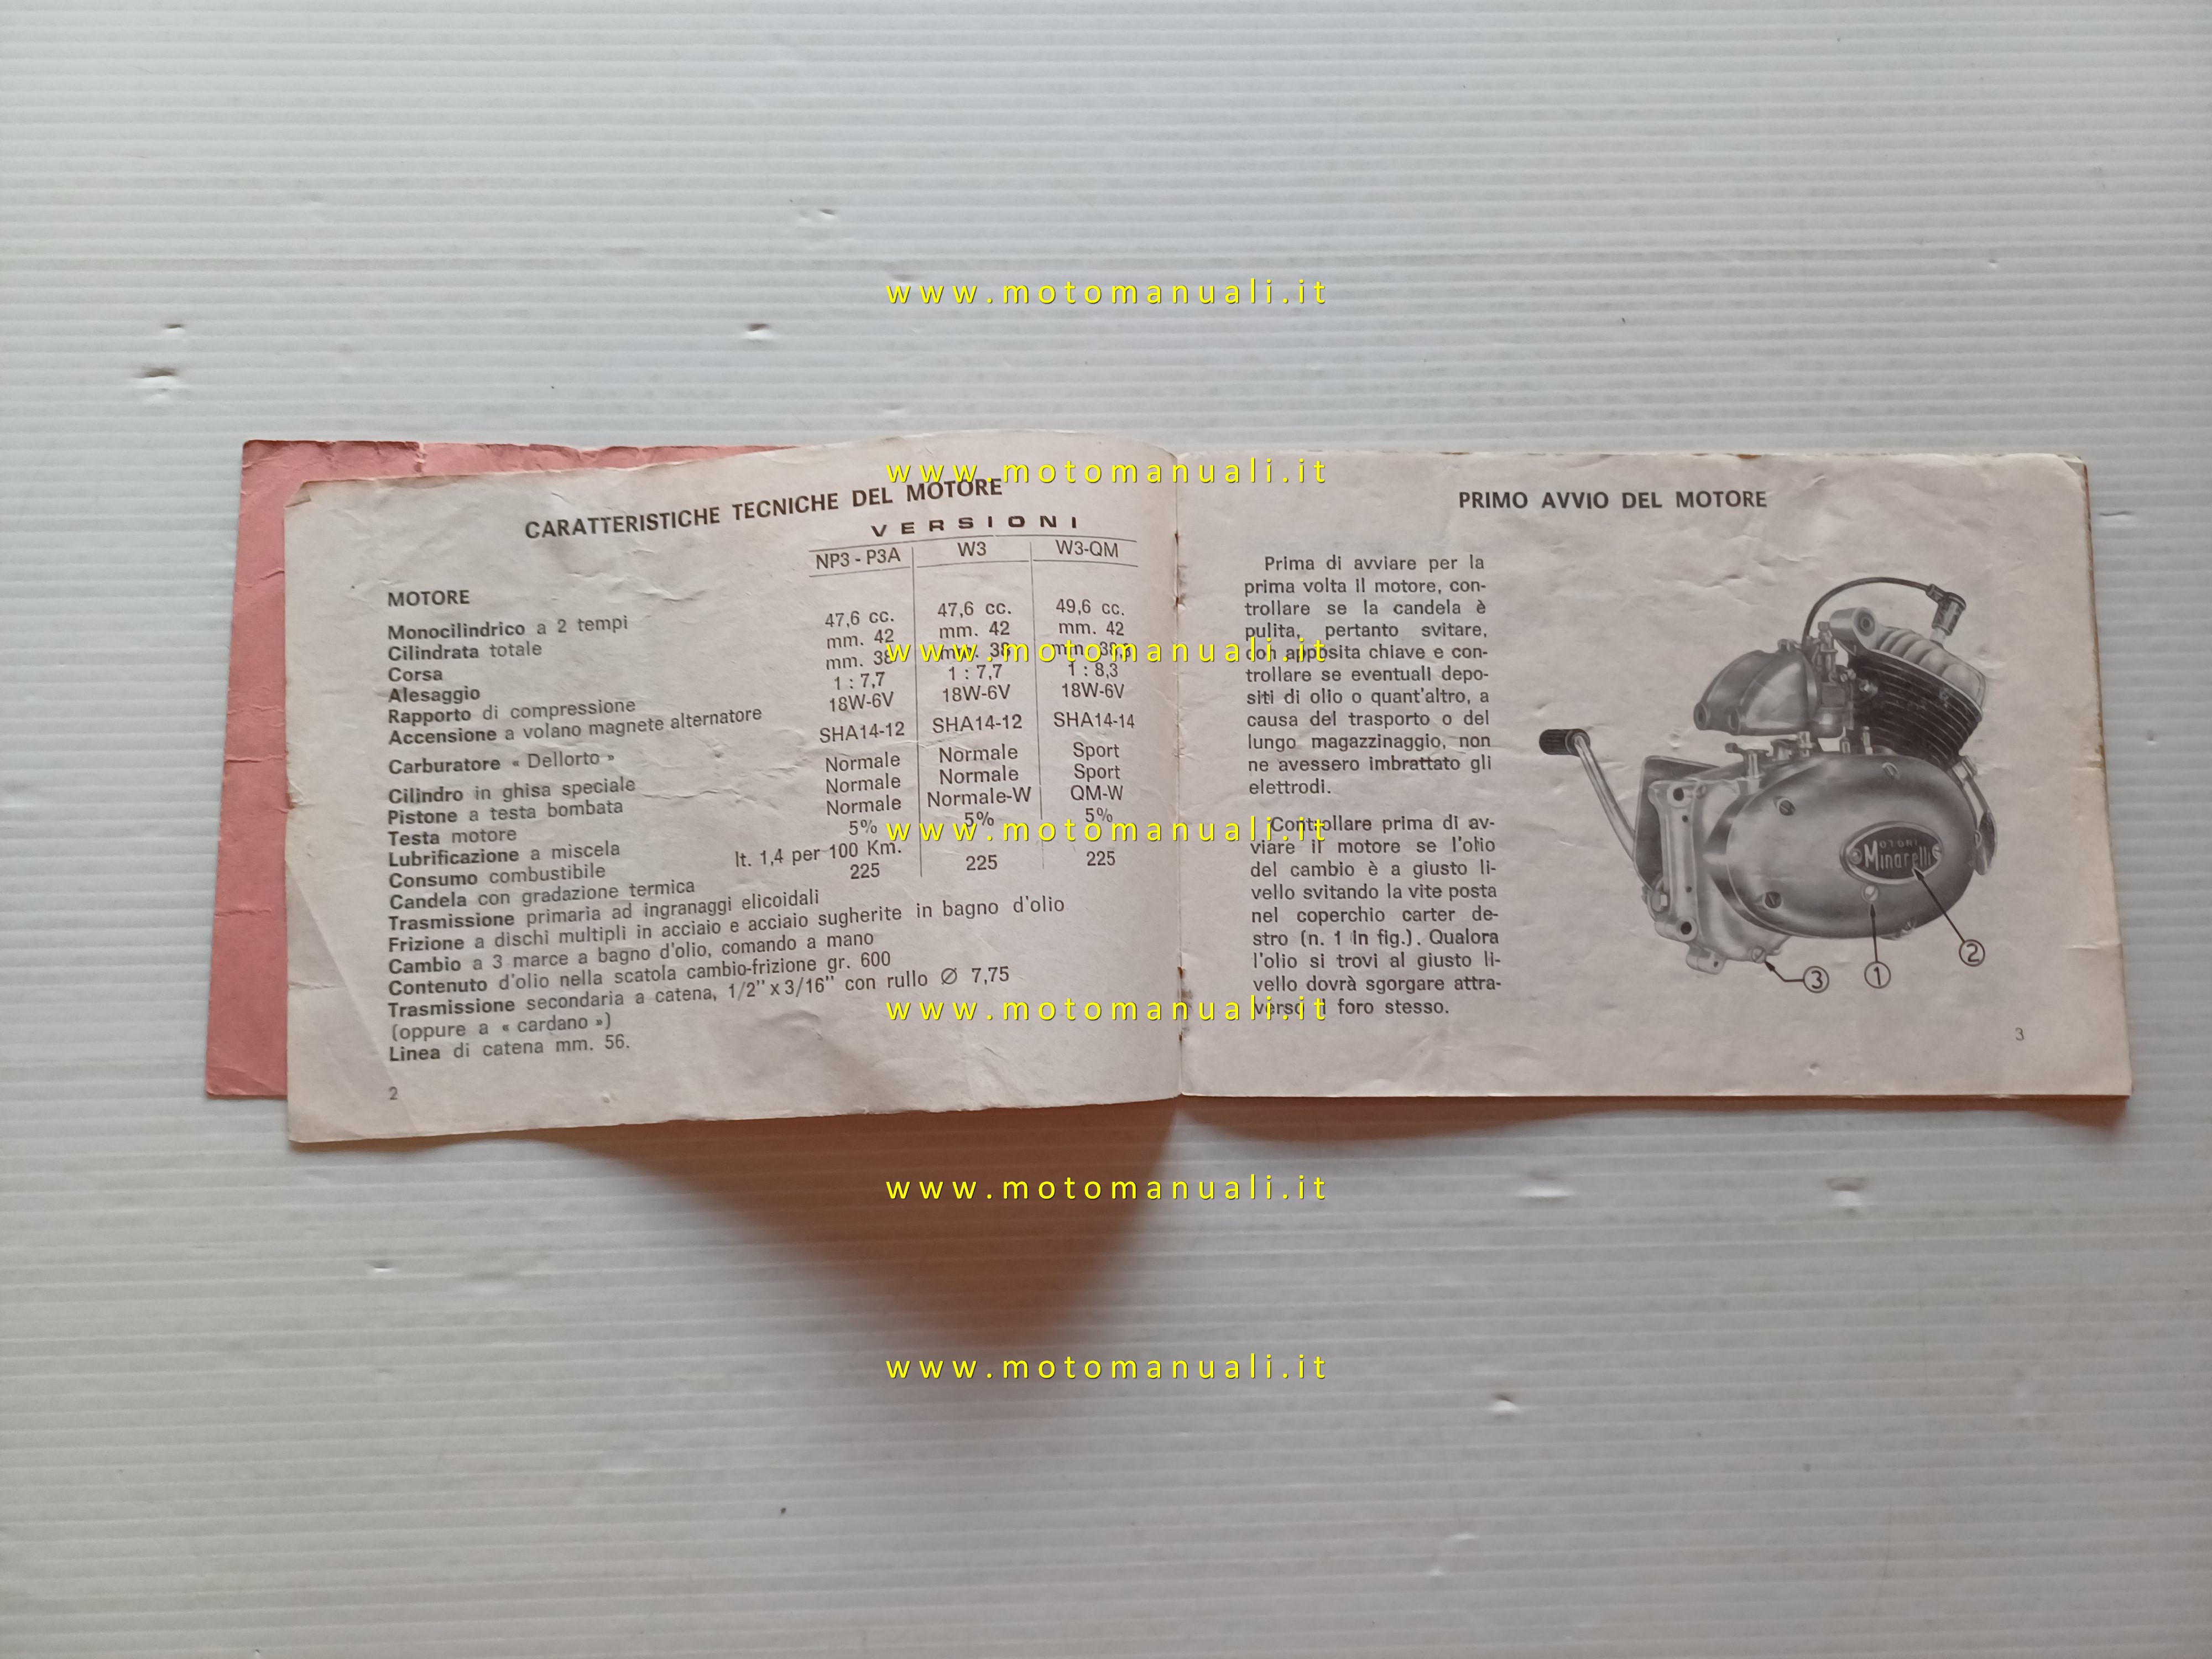 www.motomanuali.it
www.motomanuali.it
CARATTERISTICHE TECNICHE DEL MOTORE
VERSIONI
NP3 - P3A W3 W3-QM
MOTORE
Monocilindrico a 2 tempi
Cilindrata totale 47,6 cc. 47,6 cc. 49,6 cc.
Corsa mm. 42 mm. 42 mm. 42
Alesaggio mm. 38 mm. 38
Rapporto di compressione 1 : 7,7 1 : 7,7 1 : 8,3
Accensione a volano magnete alternatore 18W-6V 18W-6V 18W-6V
Carburatore « Dellorto » SHA14-12 SHA14-12 SHA14-14
Cilindro in ghisa speciale Normale Normale Sport
Pistone a testa bombata Normale Normale Sport
Testa motore Normale Normale-W QM-W
Lubrificazione a miscela 5% 5% 5%
Consumo combustibile lt. 1,4 per 100 Km.
Candela con gradazione termica 225 225 225
Trasmissione primaria ad ingranaggi elicoidali
Frizione a dischi multipli in acciaio e acciaio sugherite in bagno d'olio
Cambio a 3 marce a bagno d'olio, comando a mano
Contenuto d'olio nella scatola cambio-frizione gr. 600
Trasmissione secondaria a catena, 1/2" x 3/16" con rullo Ø 7,75
(oppure a « cardano »)
Linea di catena mm. 56.
2
www.motomanuali.it
www.motomanuali.it
www.motomanuali.it
PRIMO AVVIO DEL MOTORE
Prima di avviare per la
prima volta il motore, con-
trollare se la candela è
pulita, pertanto svitare,
con apposita chiave e con-
trollare se eventuali depo-
siti di olio o quant'altro, a
causa del trasporto o del
lungo magazzinaggio, non
ne avessero imbrattato gli
elettrodi.
Controllare prima di av-
viare il motore se l'olio
del cambio è a giusto li-
vello svitando la vite posta
nel coperchio carter de-
stro (n. 1 in fig.). Qualora
l'olio si trovi al giusto li-
vello dovrà sgorgare attra-
verso il foro stesso.
MOTORI
Minarelli
3
1
2
3
www.motomanuali.it
www.motomanuali.it